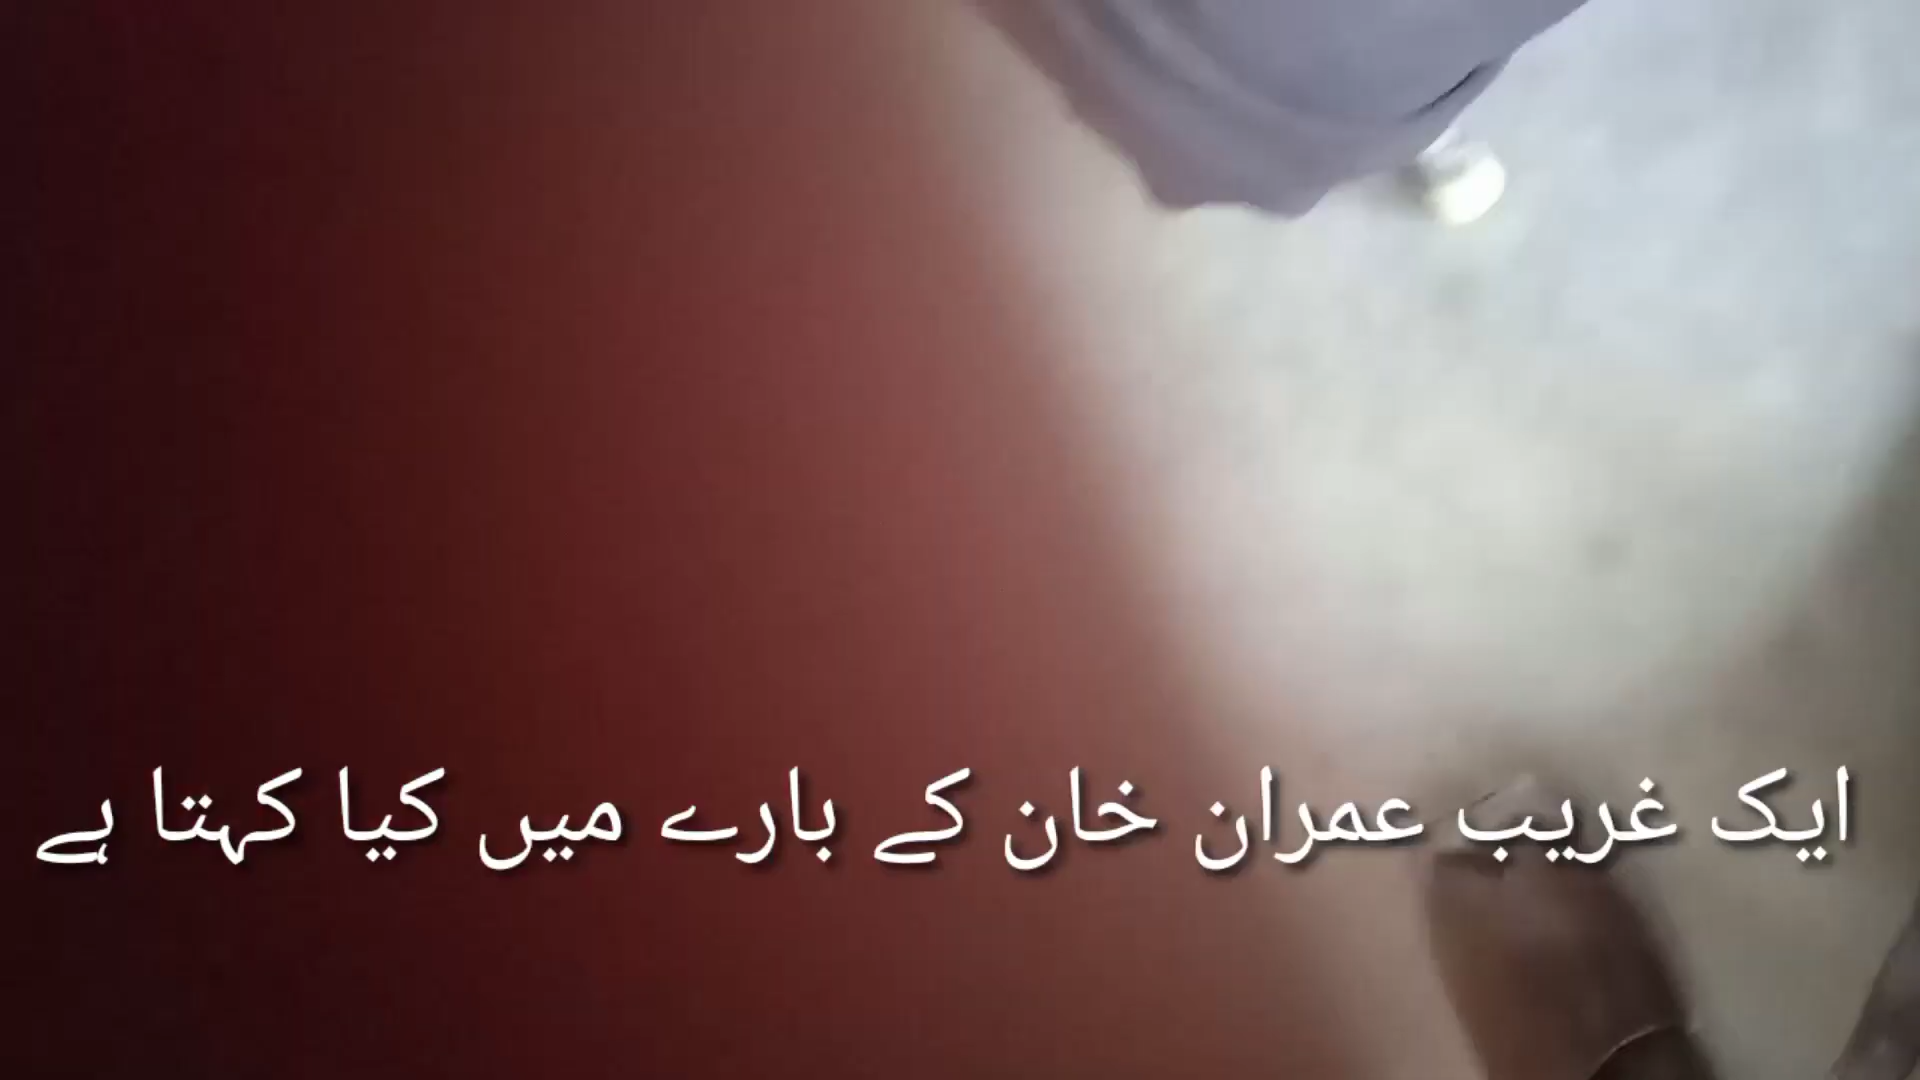 ایک غریب عمران خان کے بارے میں کیا کہتا ہے